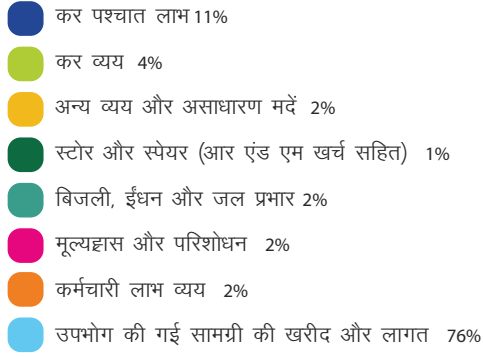 कर पश्चात लाभ 11%
कर व्यय 4%
अन्य व्यय और असाधारण मदें 2%
स्टोर और स्पेयर (आर एंड एम खर्च सहित) 1%
बिजली, ईंधन और जल प्रभार 2%
मूल्यह्रास और परिशोधन 2%
कर्मचारी लाभ व्यय 2%
उपभोग की गई सामग्री की खरीद और लागत 76%